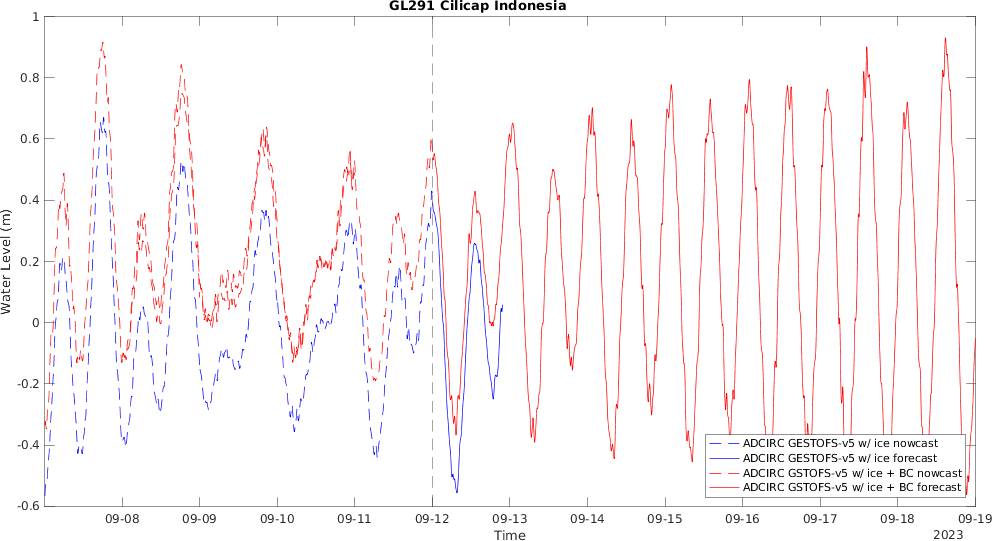 GL291 Cilicap Indonesia
1
0.8
0.6
0.4
0.2
0
-0.2
-0.4
-0.6
Water Level (m)
ADCIRC GESTOFS-v5 w/ ice nowcast
ADCIRC GESTOFS-v5 w/ ice forecast
ADCIRC GSTOFS-v5 w/ ice + BC nowcast
ADCIRC GSTOFS-v5 w/ ice + BC forecast
09-08 09-09 09-10 09-11 09-12 09-13 09-14 09-15 09-16 09-17 09-18 09-19
Time
2023